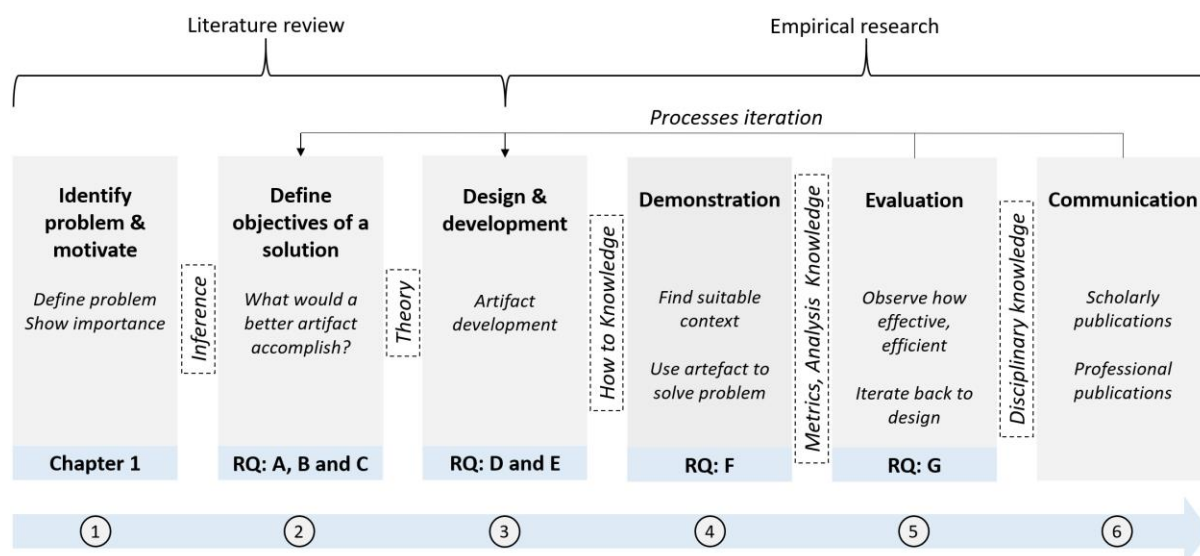 Literature review
Empirical research
Processes iteration
Identify
problem &
motivate
Define problem
Show importance
Chapter 1
Inference
Define
objectives of a
solution
What would a
better artifact
accomplish?
RQ: A, B and C
Theory
Design &
development
Artifact
development
RQ: D and E
How to Knowledge
Demonstration
Find suitable
context
Use artefact to
solve problem
RQ: F
Metrics, Analysis Knowledge
Evaluation
Observe how
effective,
efficient
Iterate back to
design
RQ: G
Disciplinary knowledge
Communication
Scholarly
publications
Professional
publications
1
2
3
4
5
6